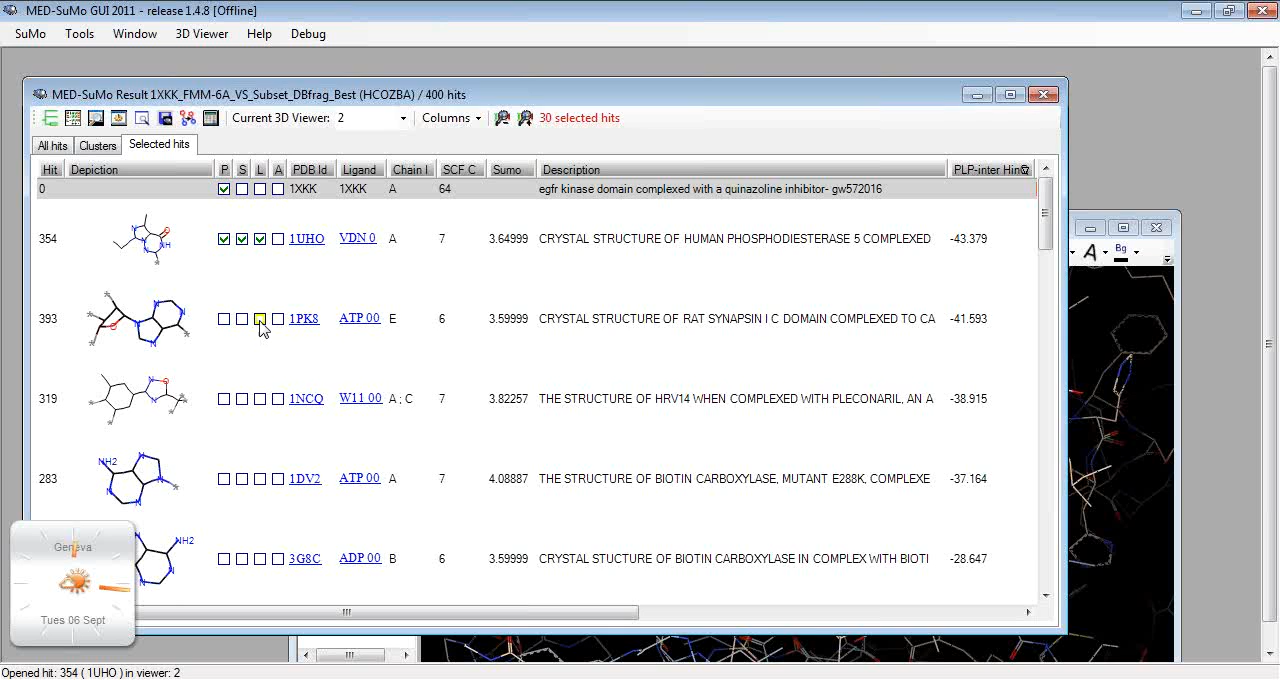 MED-SuMo GUI 2011 - release 1.4.8 [Offline]
SuMo Tools Window 3D Viewer Help Debug
MED-SuMo Result 1XKK_FMM-6A_VS_Subset_DBfrag_Best (HCOZBA) / 400 hits
Current 3D Viewer: 2 Columns 30 selected hits
All hits Clusters Selected hits
Hit Depiction P S L A PDB Id Ligand Chain I SCF C Sumo Description PLP-inter Hin
0 1XKK 1XKK A 64 egfr kinase domain complexed with a quinazoline inhibitor- gw572016
354 1UHO VDN 0 A 7 3.64999 CRYSTAL STRUCTURE OF HUMAN PHOSPHODIESTERASE 5 COMPLEXED -43.379
393 1PK8 ATP 00 E 6 3.59999 CRYSTAL STRUCTURE OF RAT SYNAPSIN I C DOMAIN COMPLEXED TO CA -41.593
319 1NCQ W11 00 A ; C 7 3.82257 THE STRUCTURE OF HRV14 WHEN COMPLEXED WITH PLECONARIL, AN A -38.915
NH2
283 1DV2 ATP 00 A 7 4.08887 THE STRUCTURE OF BIOTIN CARBOXYLASE, MUTANT E288K, COMPLEXE -37.164
NH2
3G8C ADP 00 B 6 3.59999 CRYSTAL STUCTURE OF BIOTIN CARBOXYLASE IN COMPLEX WITH BIOTI -28.647
A Bg
Geneva
Tues 06 Sept
Opened hit: 354 ( 1UHO ) in viewer: 2